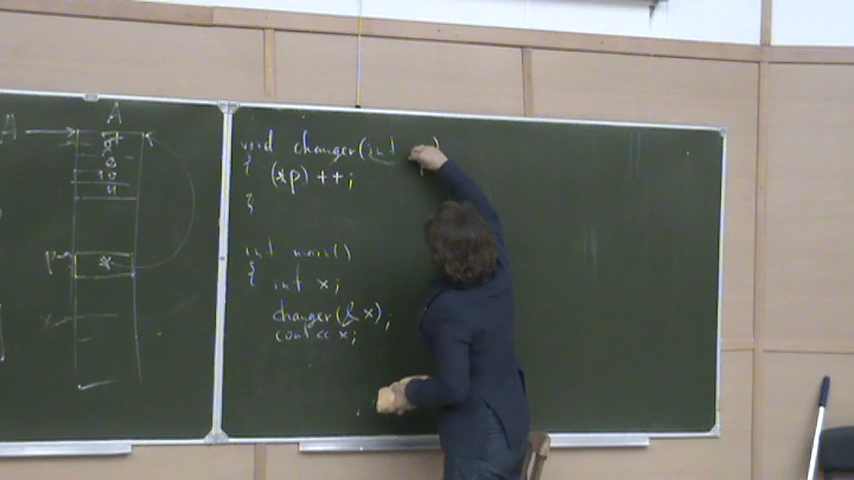 A
A
p
x
void changer(int p)
{ (*p)++;
}
int main()
{ int x;
changer(&x);
cout << x;